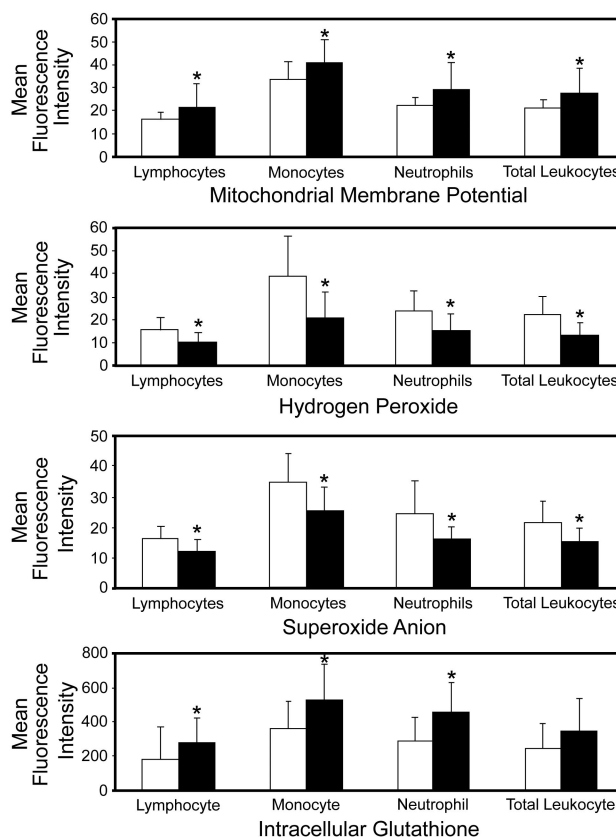 Mean
Fluorescence
Intensity
60
50
40
30
20
10
0
*
*
*
*
Lymphocytes
Monocytes
Neutrophils
Total Leukocytes
Mitochondrial Membrane Potential
Mean
Fluorescence
Intensity
60
50
40
30
20
10
0
*
*
*
*
Lymphocytes
Monocytes
Neutrophils
Total Leukocytes
Hydrogen Peroxide
Mean
Fluorescence
Intensity
50
40
30
20
10
0
*
*
*
*
Lymphocytes
Monocytes
Neutrophils
Total Leukocytes
Superoxide Anion
Mean
Fluorescence
Intensity
800
600
400
200
0
*
*
*
Lymphocyte
Monocyte
Neutrophil
Total Leukocyte
Intracellular Glutathione